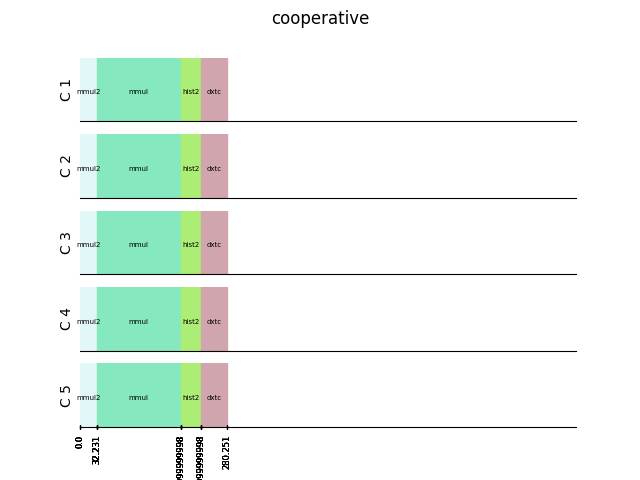 cooperative
C 1
mmul2 mmul hist2 dxtc
C 2
mmul2 mmul hist2 dxtc
C 3
mmul2 mmul hist2 dxtc
C 4
mmul2 mmul hist2 dxtc
C 5
mmul2 mmul hist2 dxtc
0.0
32.231
280.251